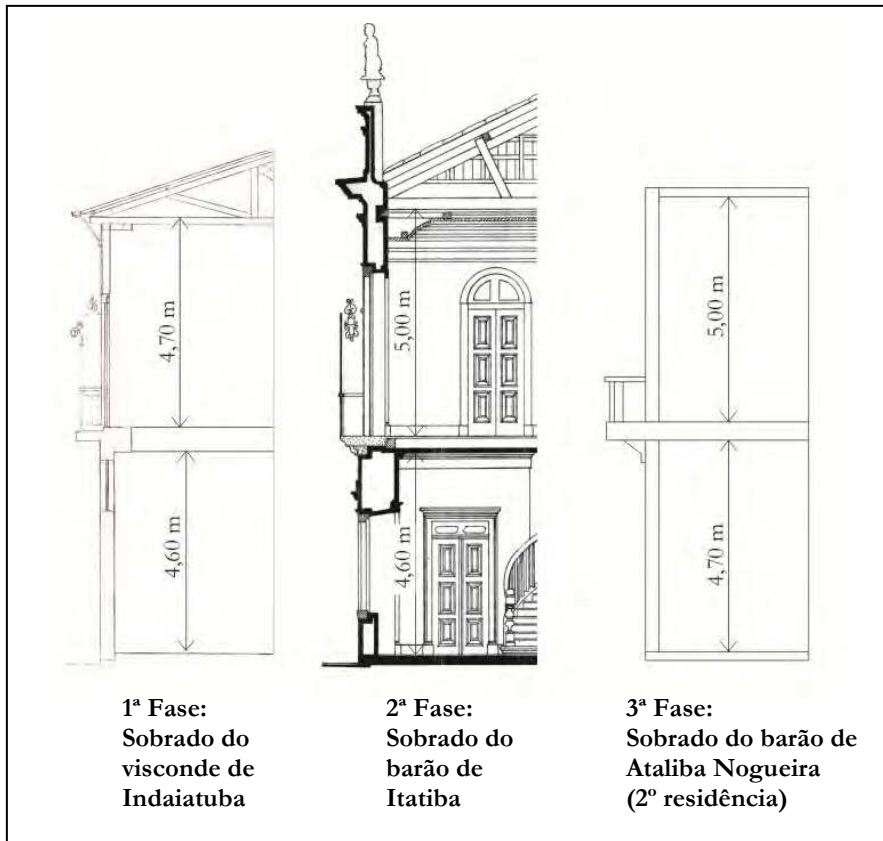 4,70 m
4,60 m
5,00 m
4,60 m
5,00 m
4,70 m
1ª Fase:
Sobrado do
visconde de
Indaiatuba
2ª Fase:
Sobrado do
barão de
Itatiba
3ª Fase:
Sobrado do barão de
Ataliba Nogueira
(2º residência)